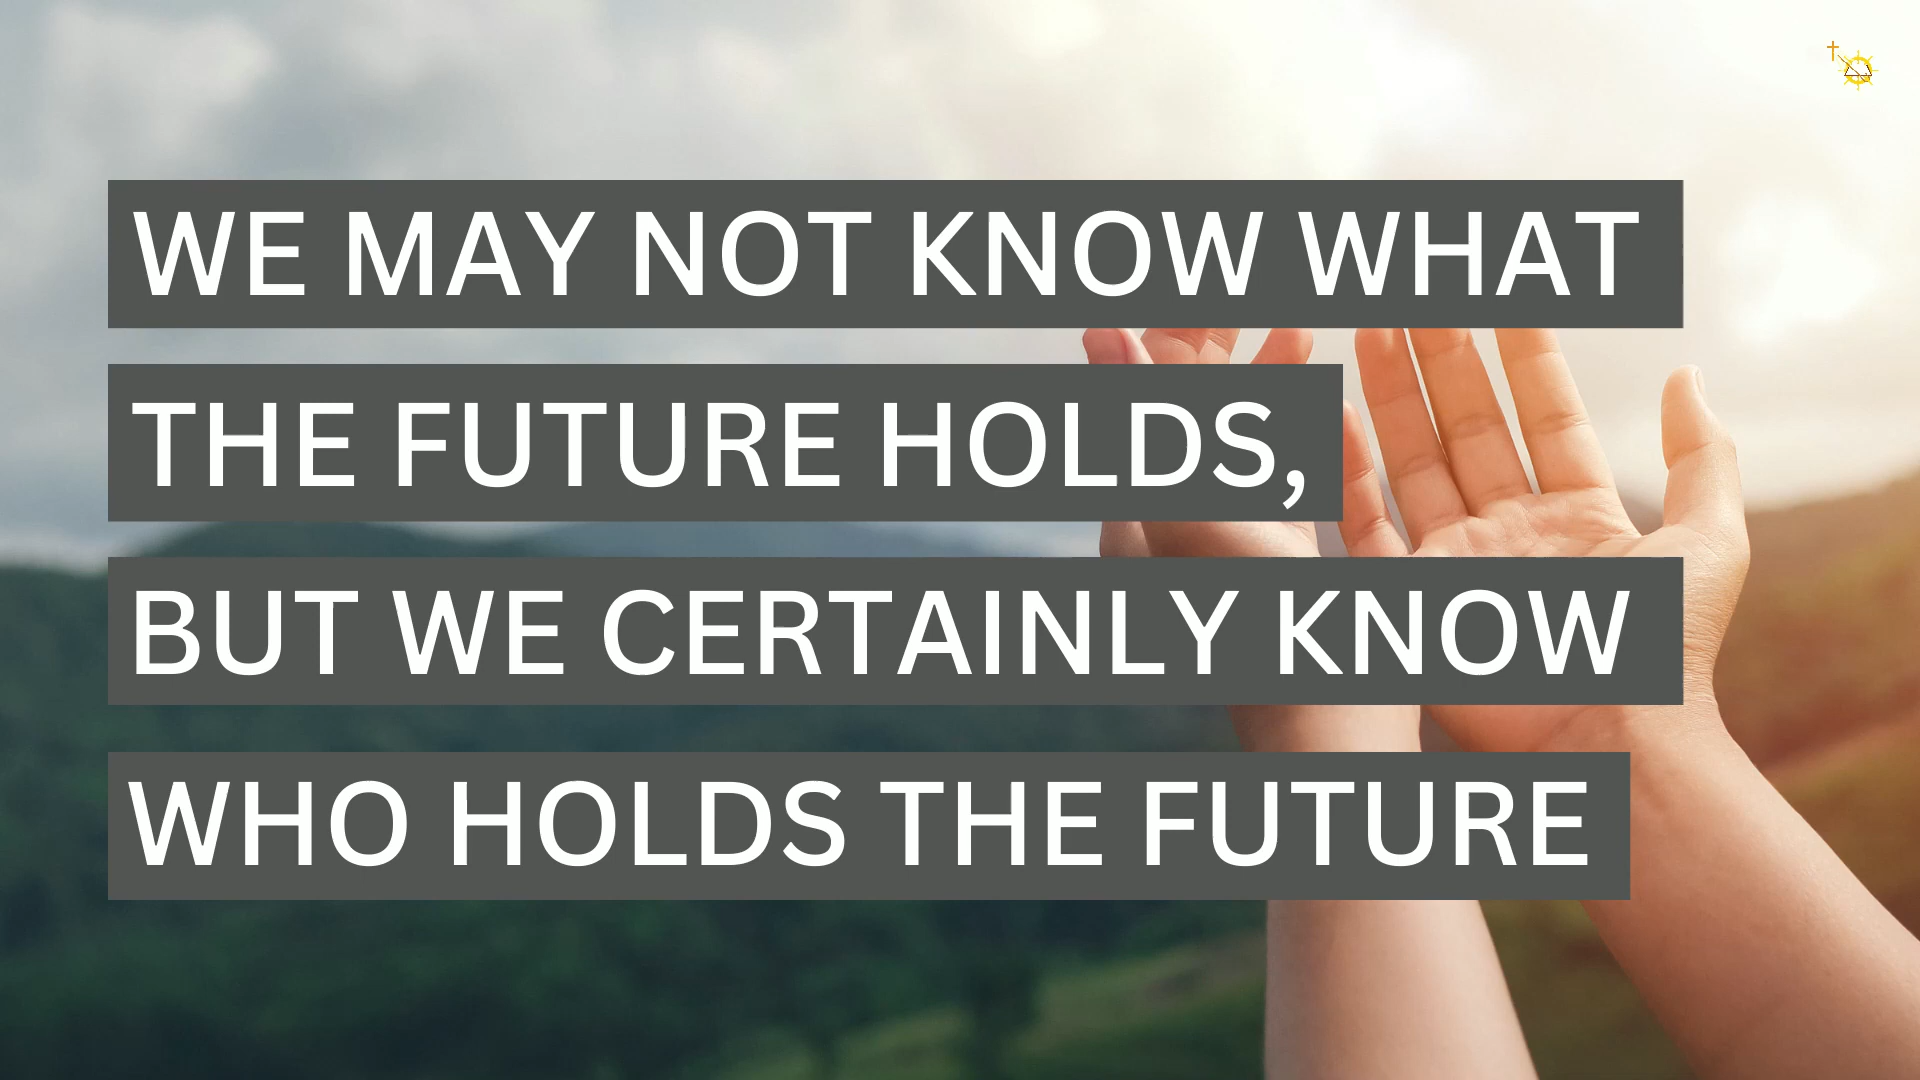 WE MAY NOT KNOW WHAT
THE FUTURE HOLDS,
BUT WE CERTAINLY KNOW
WHO HOLDS THE FUTURE